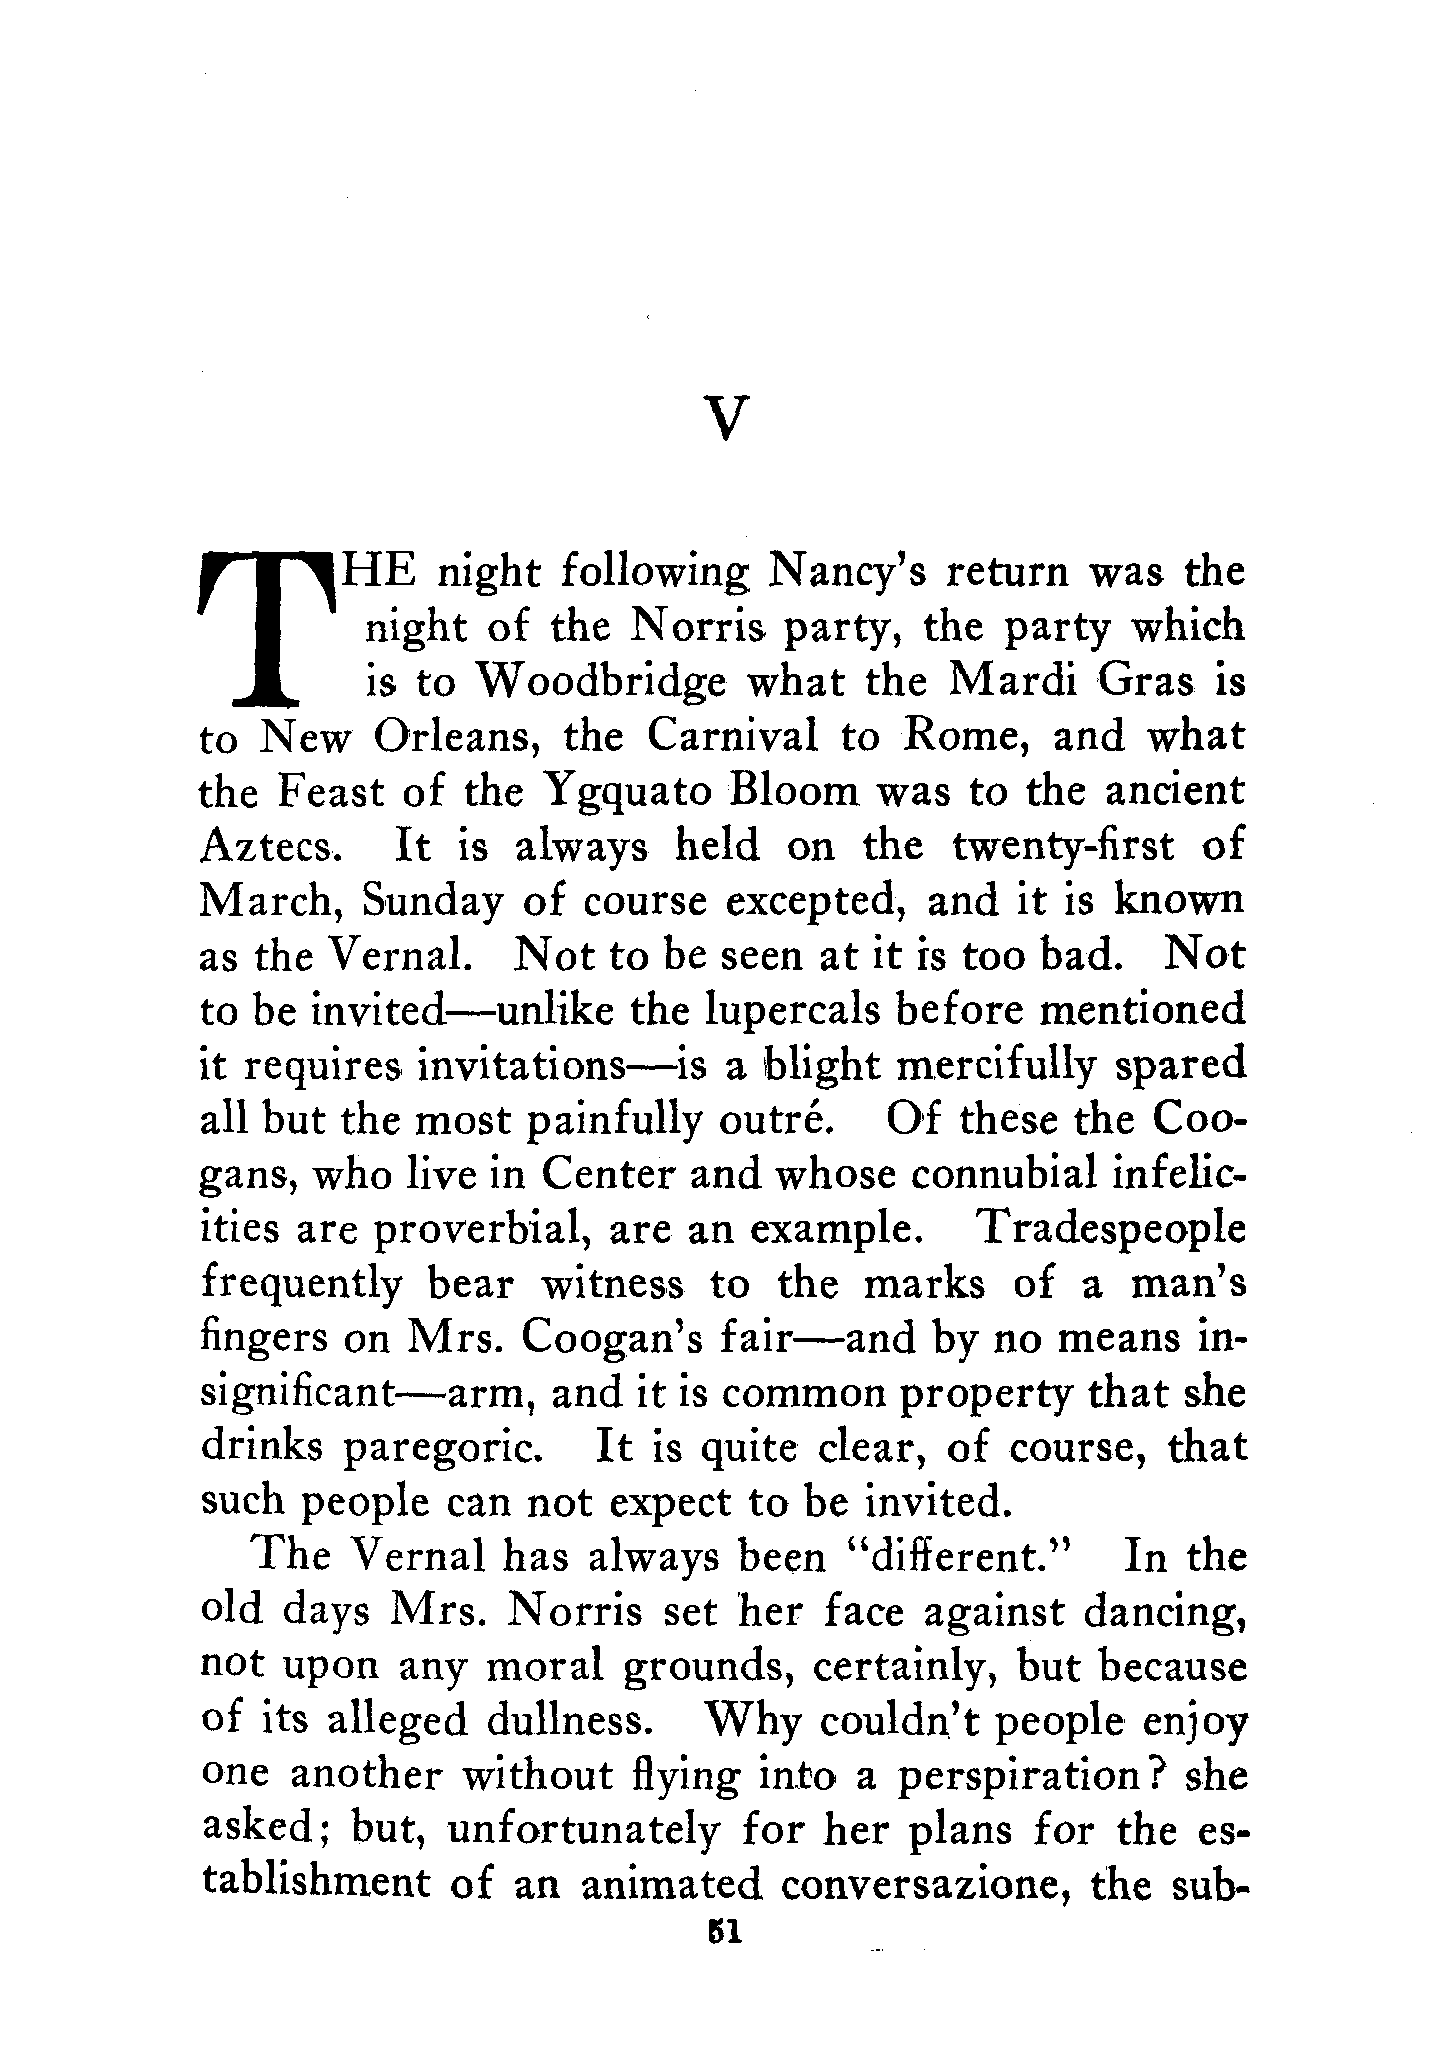 V
THE night following Nancy's return was the
night of the Norris party, the party which
is to Woodbridge what the Mardi Gras is
to New Orleans, the Carnival to Rome, and what
the Feast of the Ygquato Bloom was to the ancient
Aztecs. It is always held on the twenty-first of
March, Sunday of course excepted, and it is known
as the Vernal. Not to be seen at it is too bad. Not
to be invited—unlike the lupercals before mentioned
it requires invitations—is a blight mercifully spared
all but the most painfully outré. Of these the Coo-
gans, who live in Center and whose connubial infelic-
ities are proverbial, are an example. Tradespeople
frequently bear witness to the marks of a man's
fingers on Mrs. Coogan's fair—and by no means in-
significant—arm, and it is common property that she
drinks paregoric. It is quite clear, of course, that
such people can not expect to be invited.
The Vernal has always been "different." In the
old days Mrs. Norris set her face against dancing,
not upon any moral grounds, certainly, but because
of its alleged dullness. Why couldn't people enjoy
one another without flying into a perspiration? she
asked; but, unfortunately for her plans for the es-
tablishment of an animated conversazione, the sub-
51